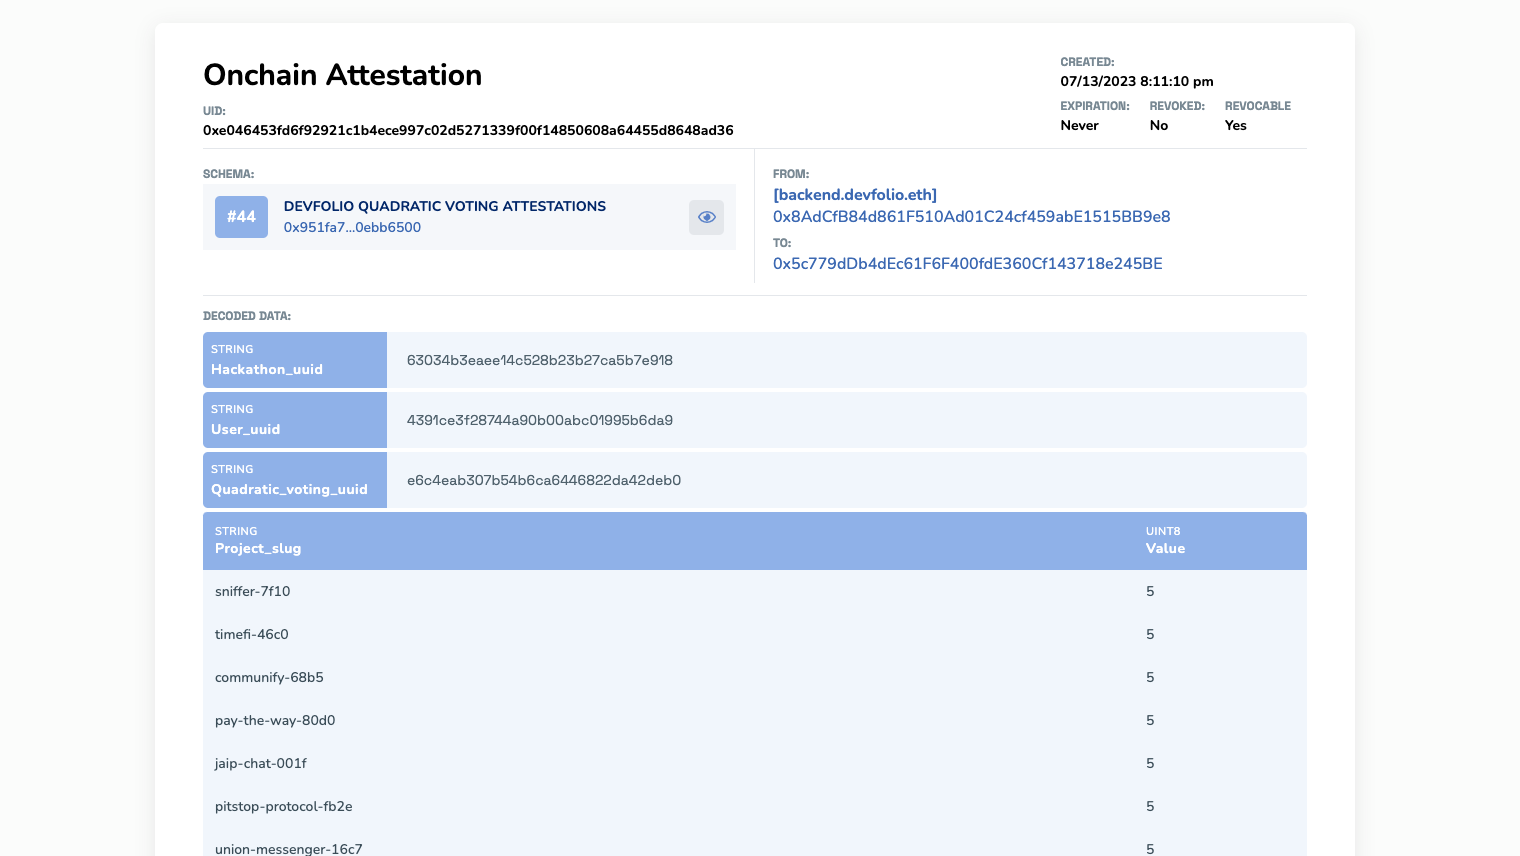 Onchain Attestation
UID:
0xe046453fd6f92921c1b4ece997c02d5271339f00f14850608a64455d8648ad36
CREATED:
07/13/2023 8:11:10 pm
EXPIRATION: REVOKED: REVOCABLE
Never No Yes
SCHEMA:
#44
DEVFOLIO QUADRATIC VOTING ATTESTATIONS
0x951fa7...0ebb6500
FROM:
[backend.devfolio.eth]
0x8AdCfB84d861F510Ad01C24cf459abE1515BB9e8
TO:
0x5c779dDb4dEc61F6F400fdE360Cf143718e245BE
DECODED DATA:
STRING
Hackathon_uuid
63034b3eaee14c528b23b27ca5b7e918
STRING
User_uuid
4391ce3f28744a90b00abc01995b6da9
STRING
Quadratic_voting_uuid
e6c4eab307b54b6ca6446822da42deb0
STRING UINT8
Project_slug Value
sniffer-7f10 5
timefi-46c0 5
communify-68b5 5
pay-the-way-80d0 5
jaip-chat-001f 5
pitstop-protocol-fb2e 5
union-messenger-16c7 5